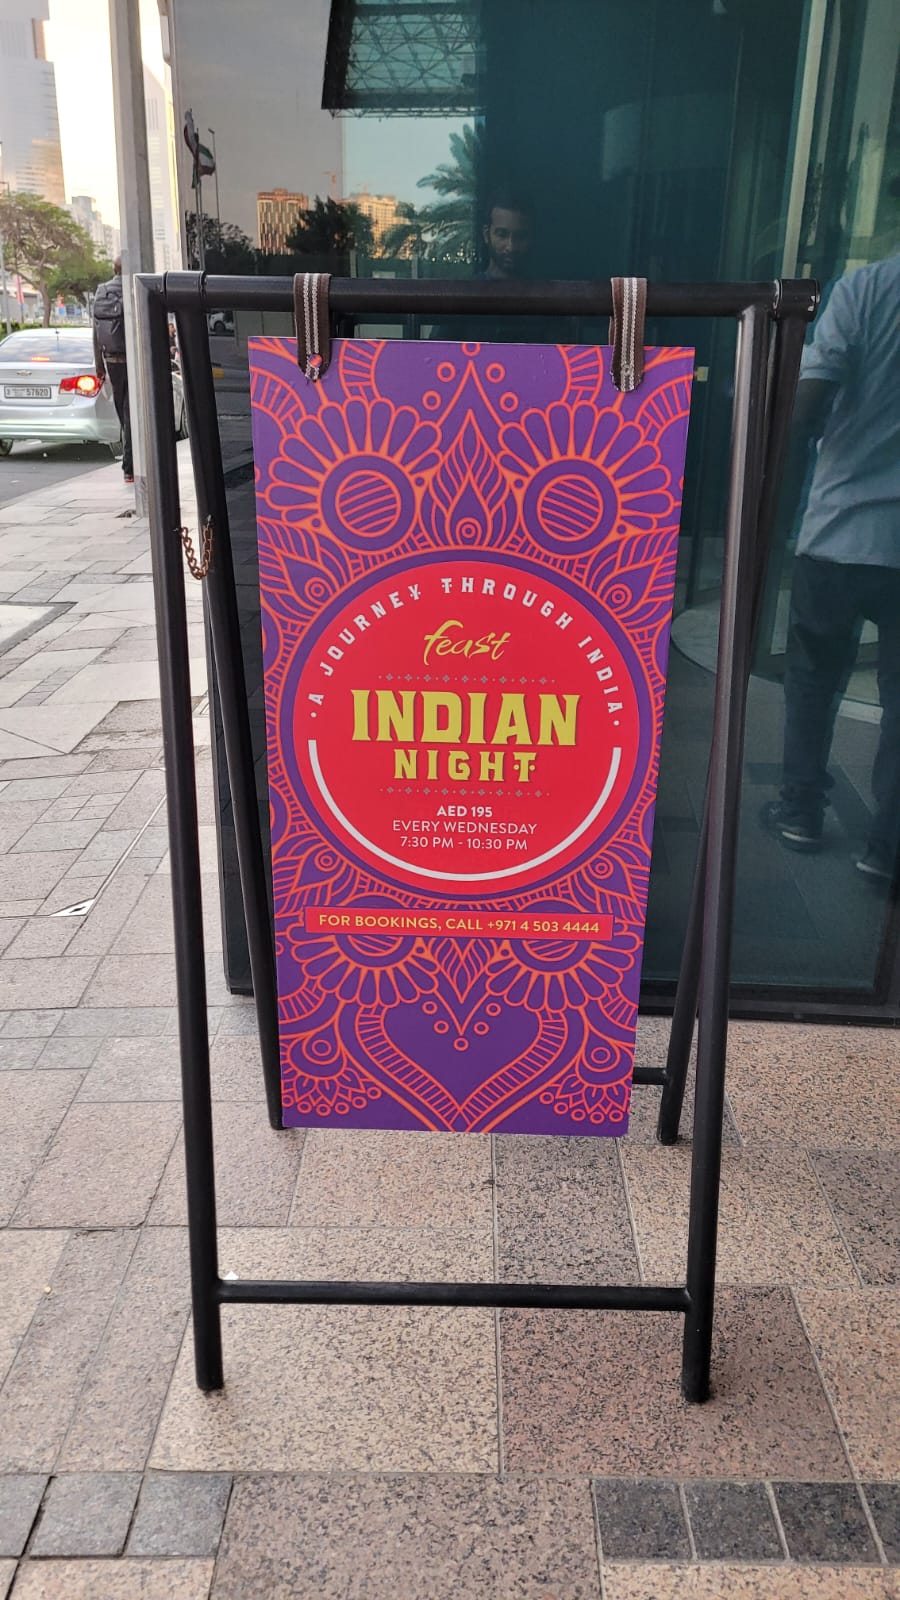 · A JOURNEY THROUGH INDIA ·
feast
INDIAN
NIGHT
AED 195
EVERY WEDNESDAY
7:30 PM - 10:30 PM
FOR BOOKINGS, CALL +971 4 503 4444
57620